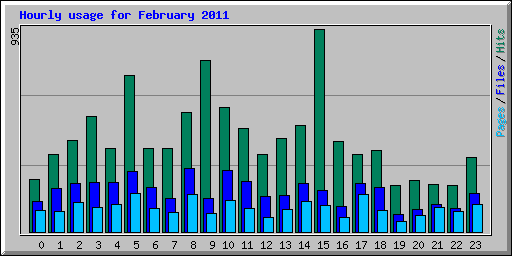 Hourly usage for February 2011
935
Pages / Files / Hits
0 1 2 3 4 5 6 7 8 9 10 11 12 13 14 15 16 17 18 19 20 21 22 23